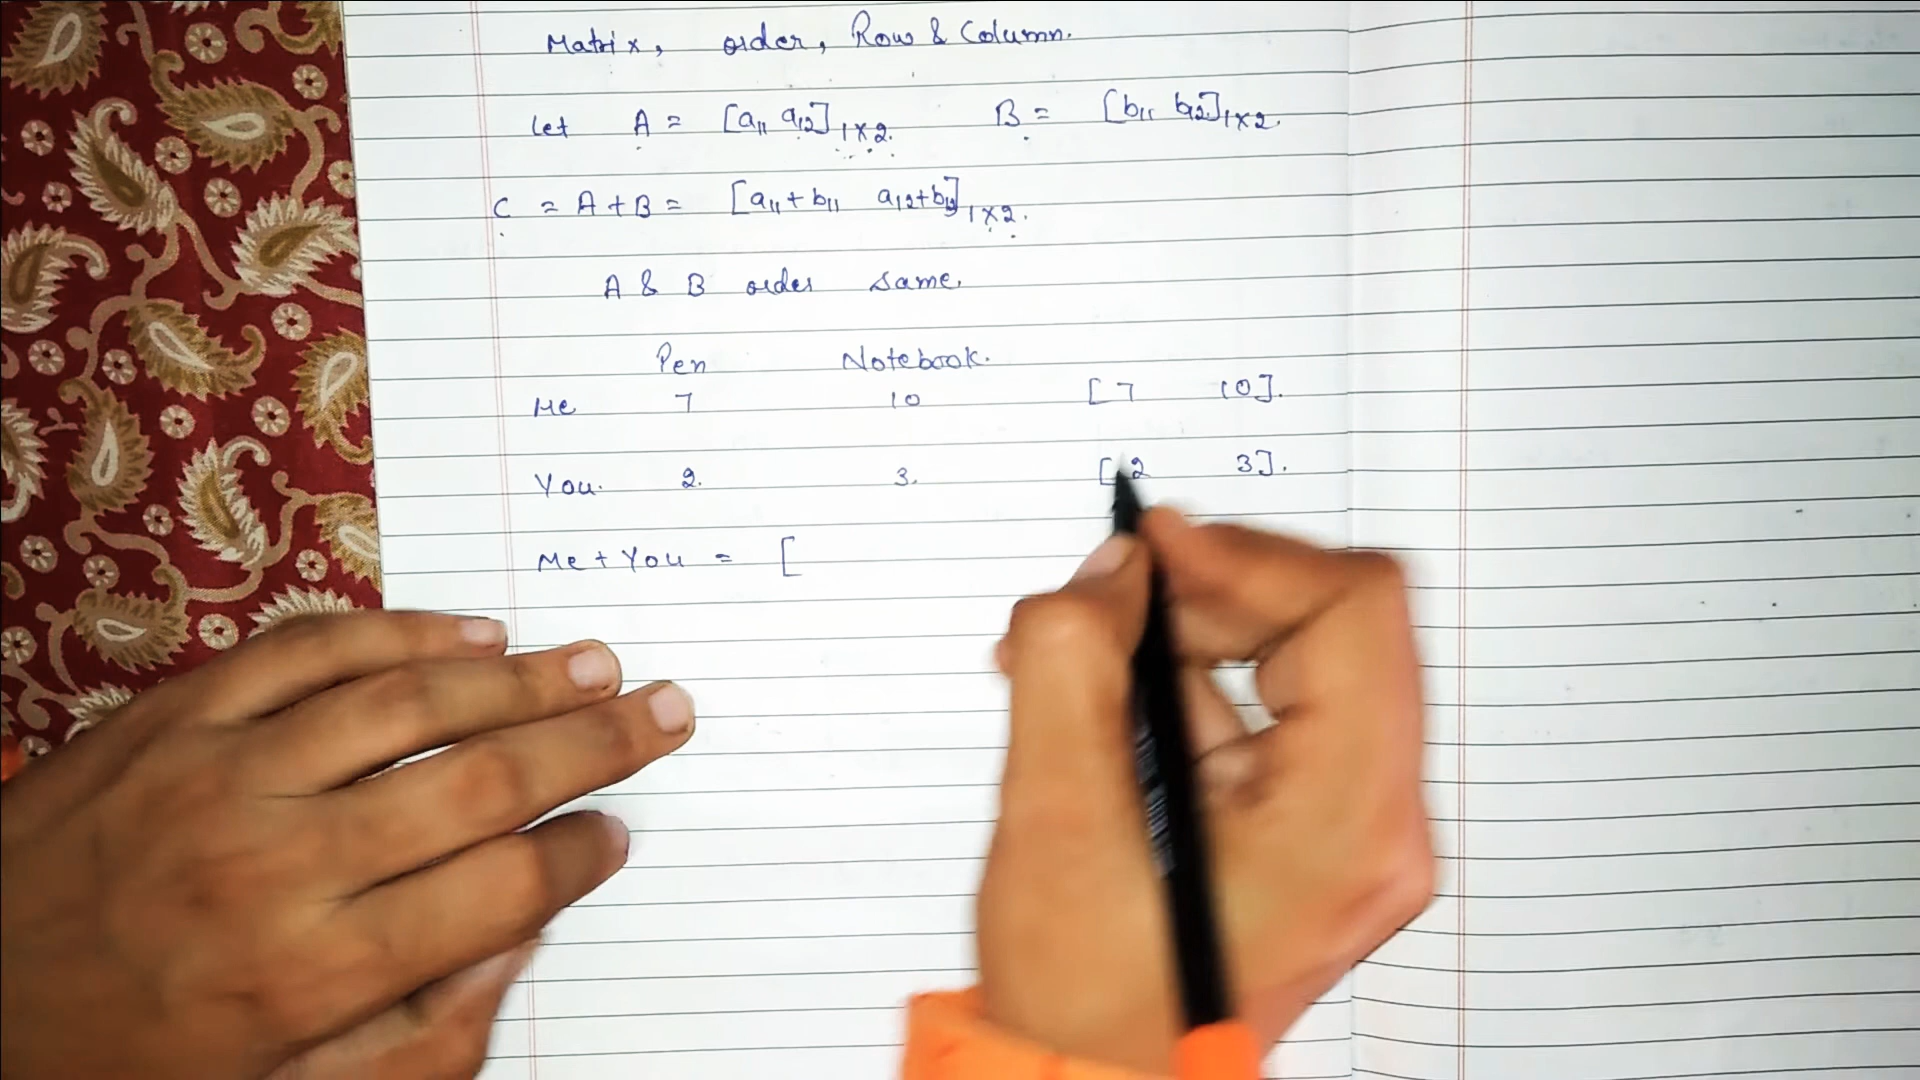 Matrix, order, Row & Column.
Let A = [a11 a12]1×2. B = [b11 b12]1×2.
C = A + B = [a11 + b11 a12 + b12]1×2.
A & B order same.
Pen Notebook.
Me 7 10 [7 10].
You. 2. 3. [2 3].
Me + You = [